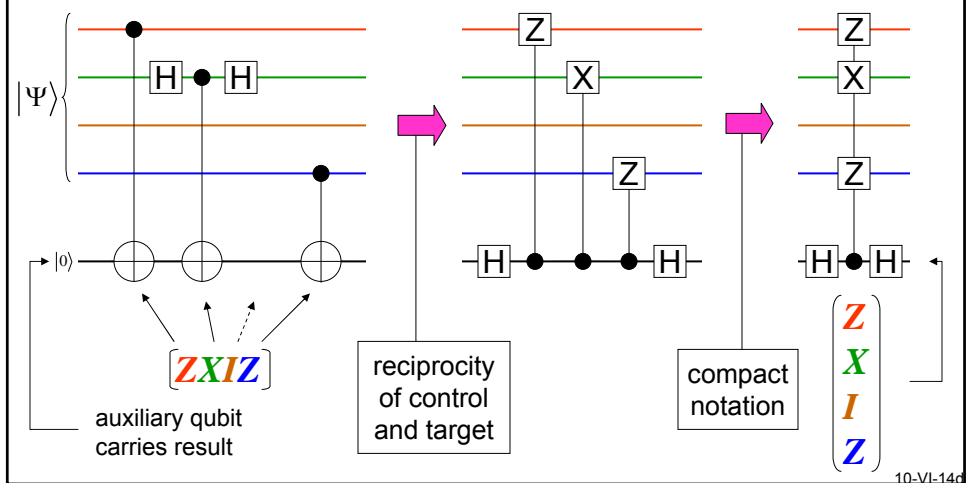 Z
Z
H
H
X
X
|Ψ⟩
Z
Z
|0⟩
H
H
H
H
[ZXIZ]
Z
X
I
Z
reciprocity
of control
and target
compact
notation
auxiliary qubit
carries result
10-VI-14d